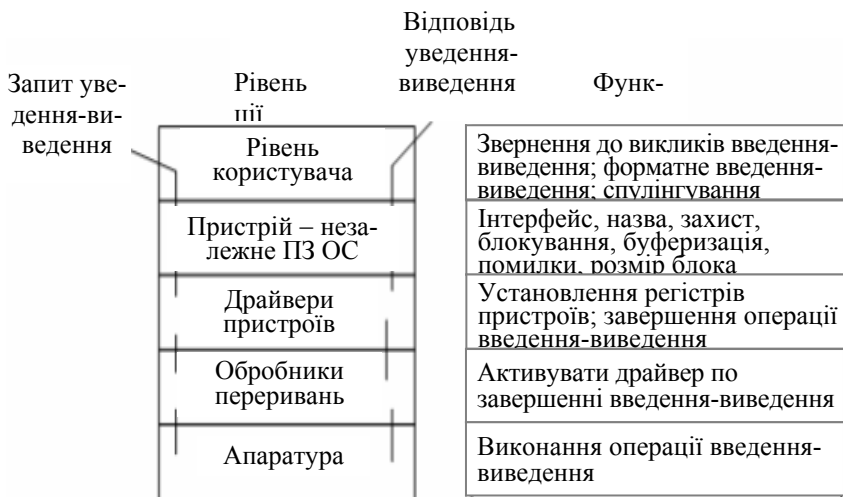 Відповідь
уведення-
виведення
Запит уве-
дення-ви-
ведення
Рівень
Функ-
ції
Рівень
користувача
Звернення до викликів введення-
виведення; форматне введення-
виведення; спулінгування
Пристрій – неза-
лежне ПЗ ОС
Інтерфейс, назва, захист,
блокування, буферизація,
помилки, розмір блока
Драйвери
пристроїв
Установлення регістрів
пристроїв; завершення операції
введення-виведення
Обробники
переривань
Активувати драйвер по
завершенні введення-виведення
Апаратура
Виконання операції введення-
виведення